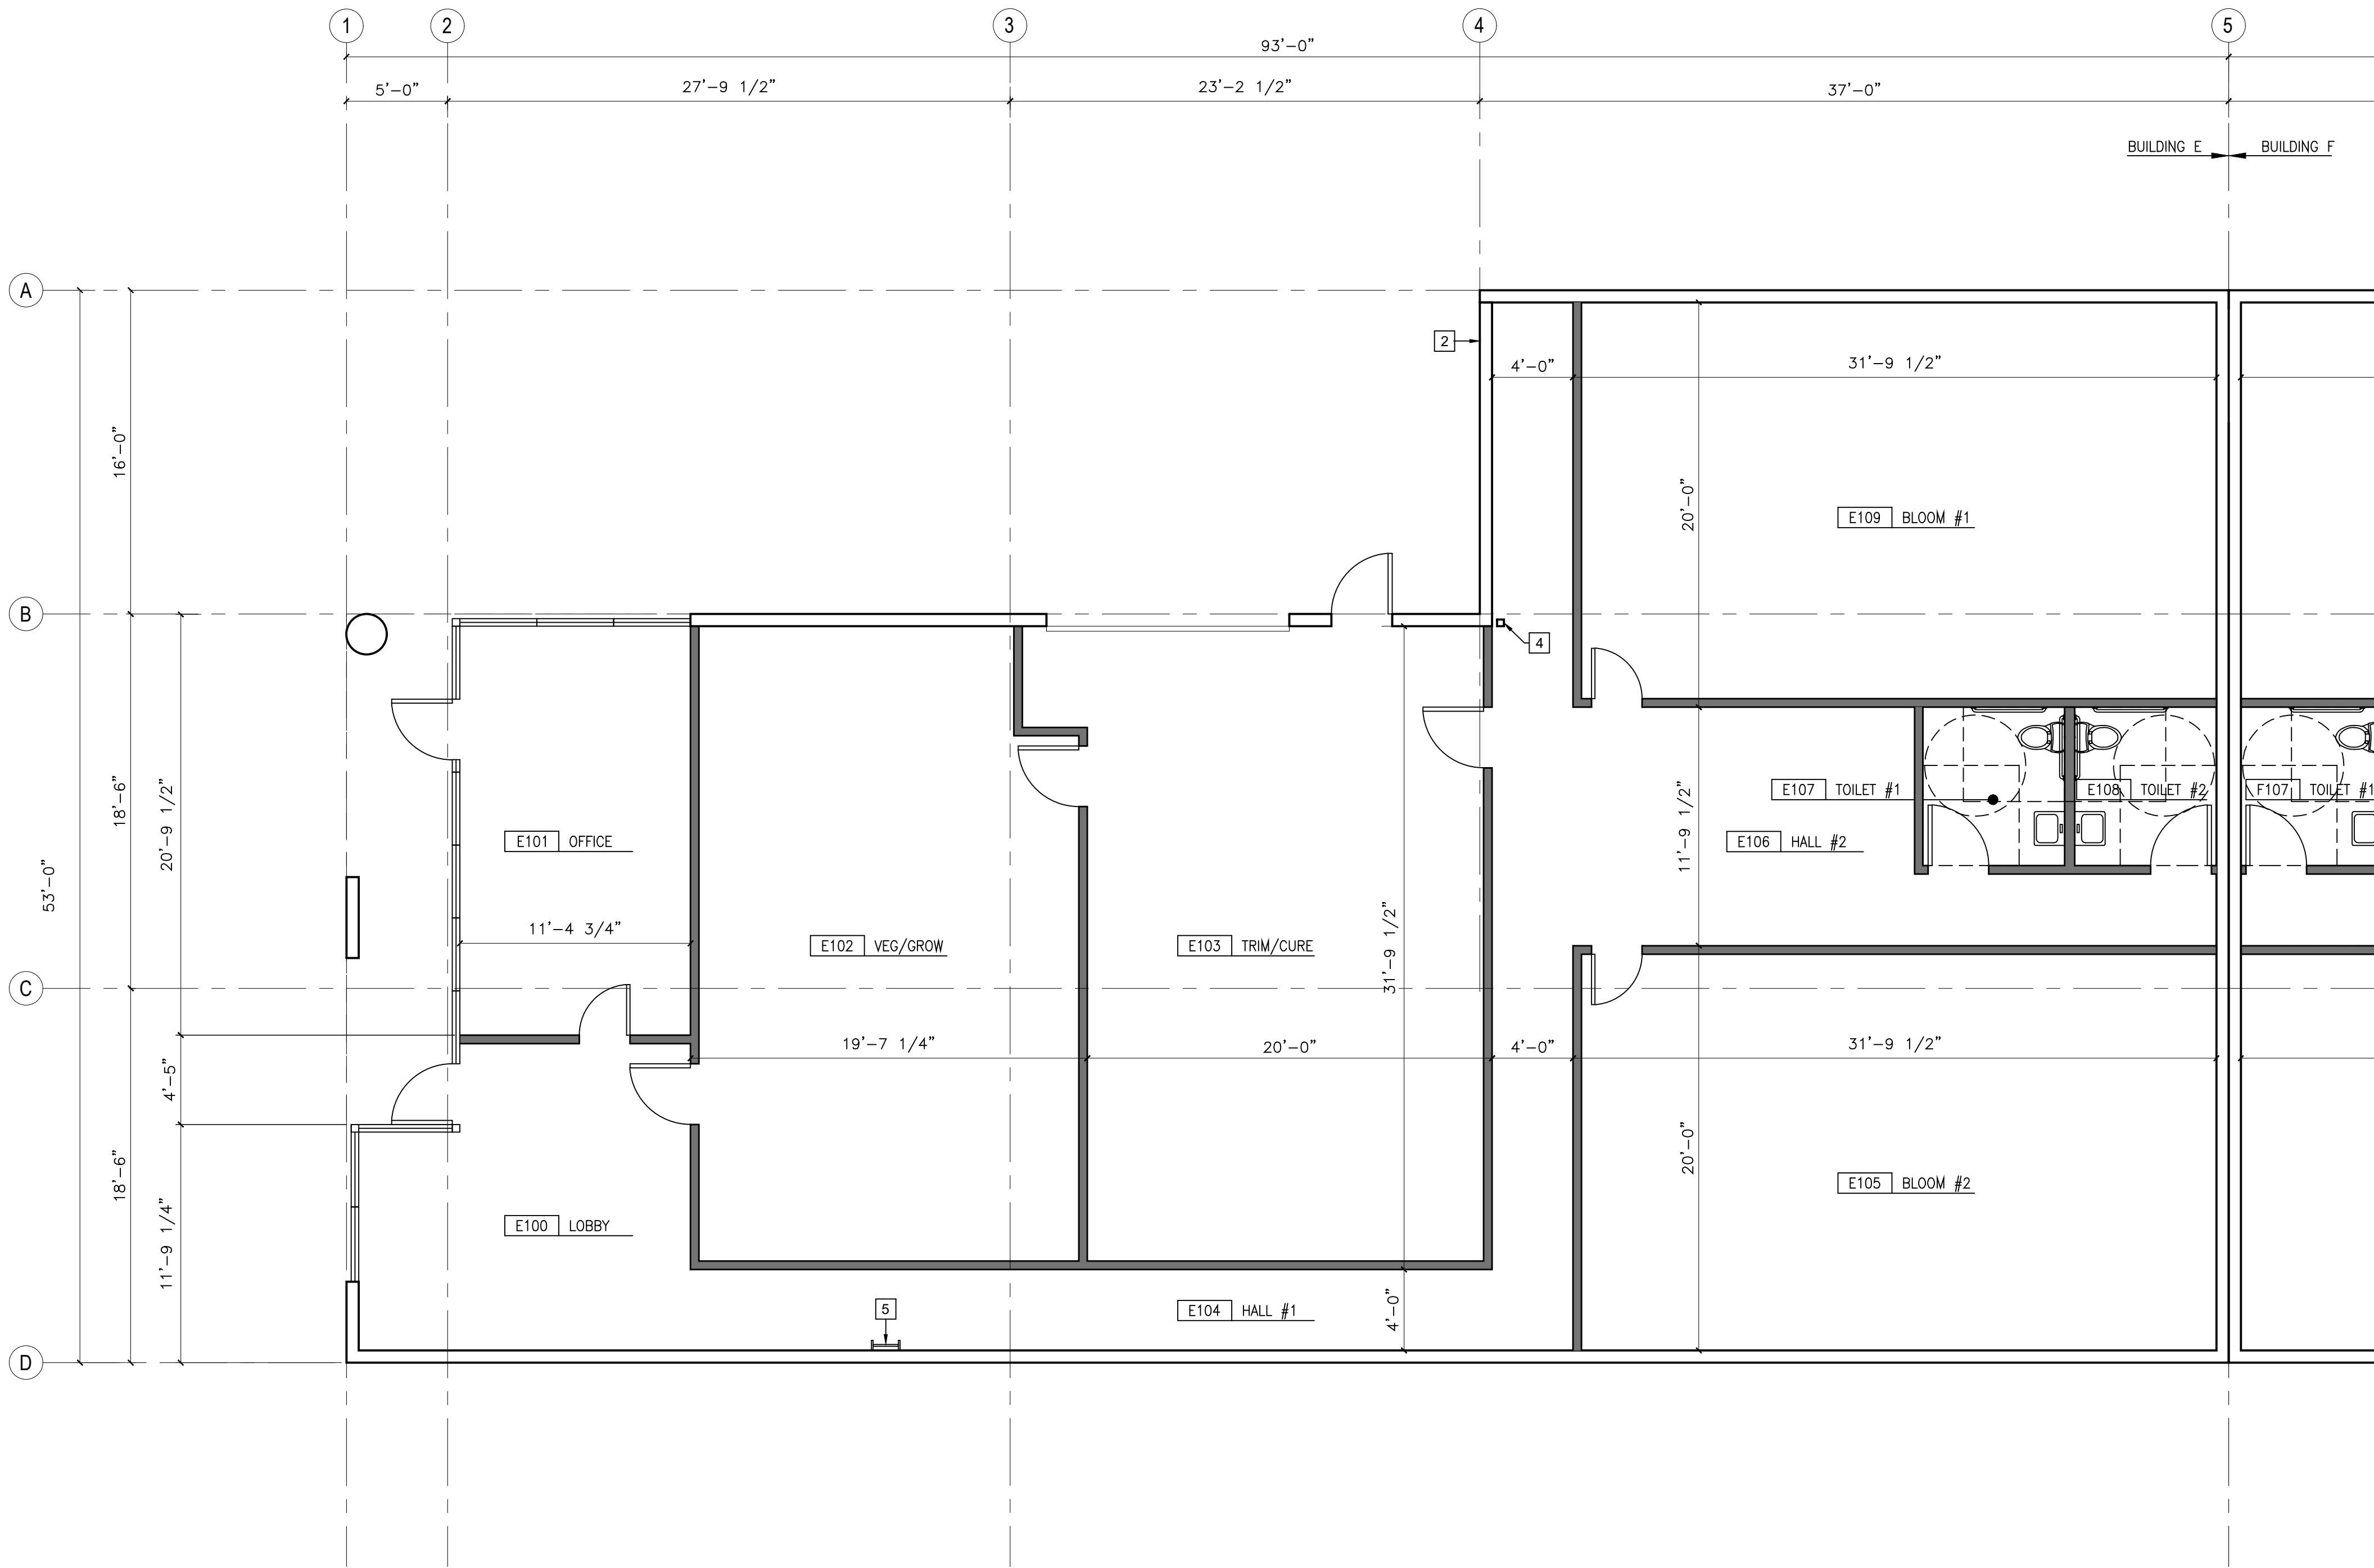 1
2
3
4
5
93'-0"
5'-0"
27'-9 1/2"
23'-2 1/2"
37'-0"
BUILDING E
BUILDING F
A
16'-0"
2
4'-0"
31'-9 1/2"
20'-0"
E109 BLOOM #1
B
4
18'-6"
20'-9 1/2"
53'-0"
E101 OFFICE
11'-4 3/4"
E102 VEG/GROW
E103 TRIM/CURE
31'-9 1/2"
11'-9 1/2"
E107 TOILET #1
E108 TOILET #2
F107 TOILET #1
E106 HALL #2
C
19'-7 1/4"
20'-0"
4'-0"
31'-9 1/2"
4'-5"
18'-6"
11'-9 1/4"
20'-0"
E105 BLOOM #2
E100 LOBBY
5
E104 HALL #1
4'-0"
D